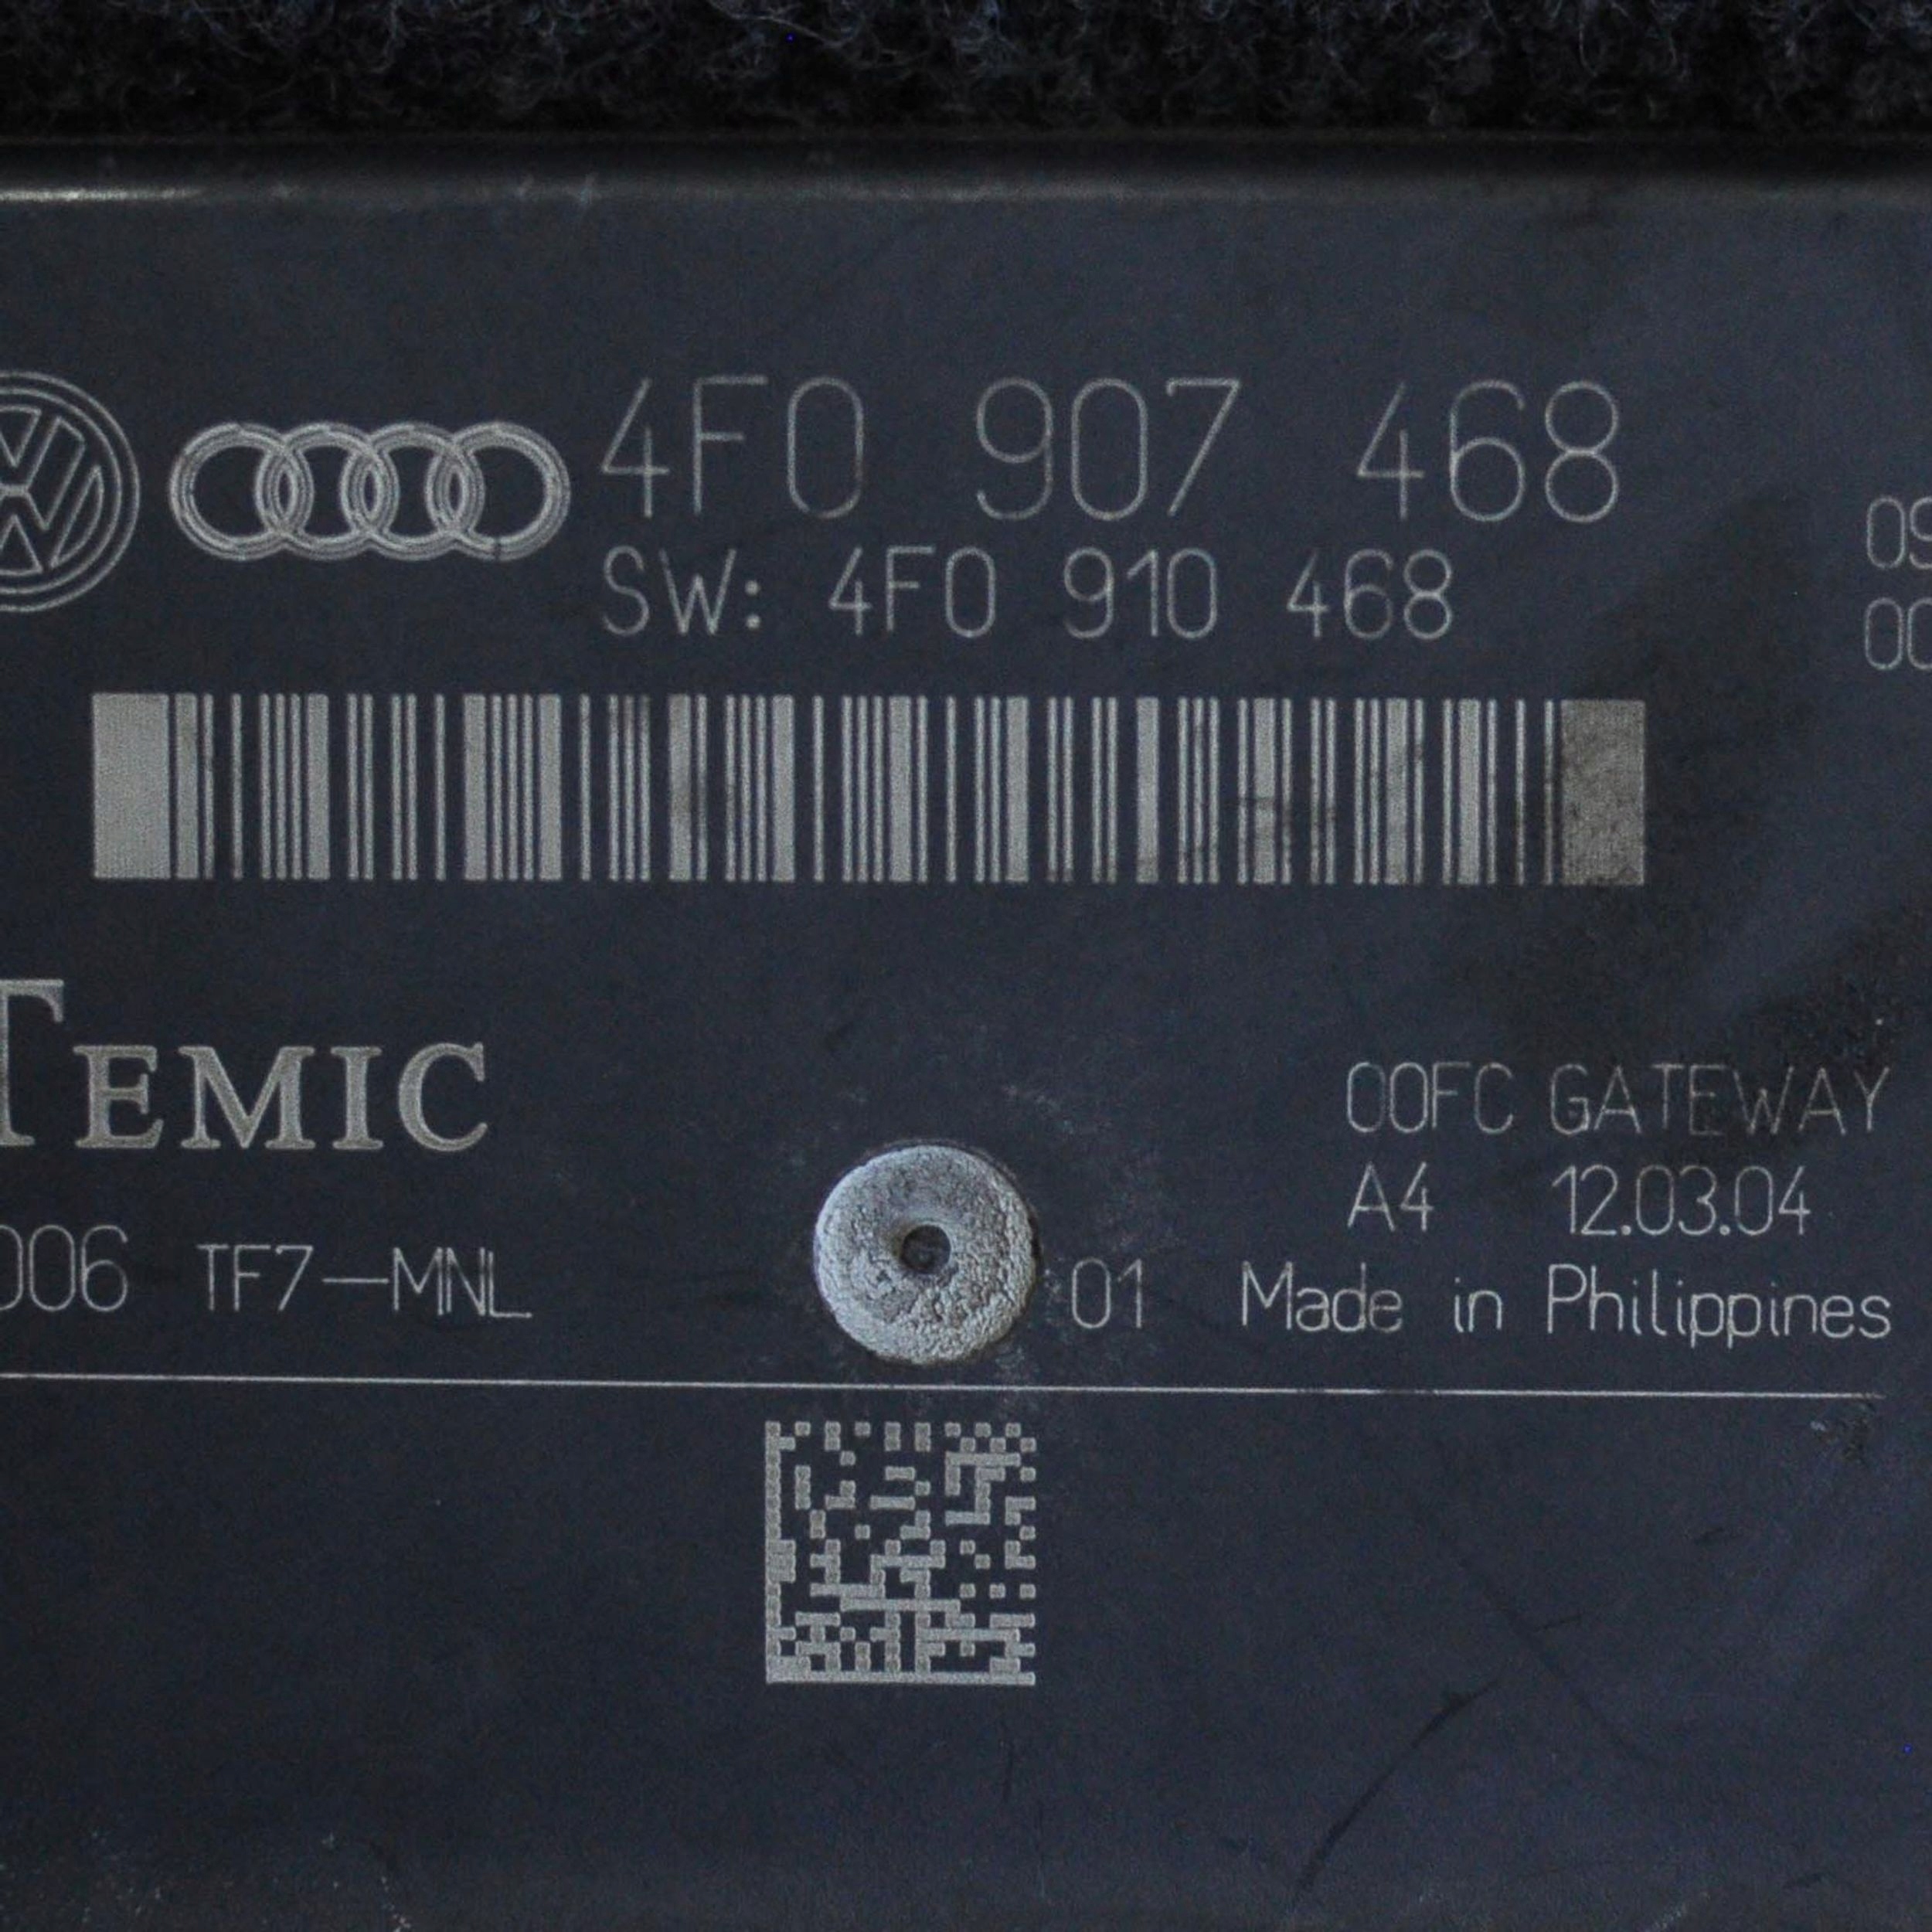 4F0 907 468
SW: 4F0 910 468
TEMIC
00FC GATEWAY
A4 12.03.04
006 TF7-MNL 01 Made in Philippines